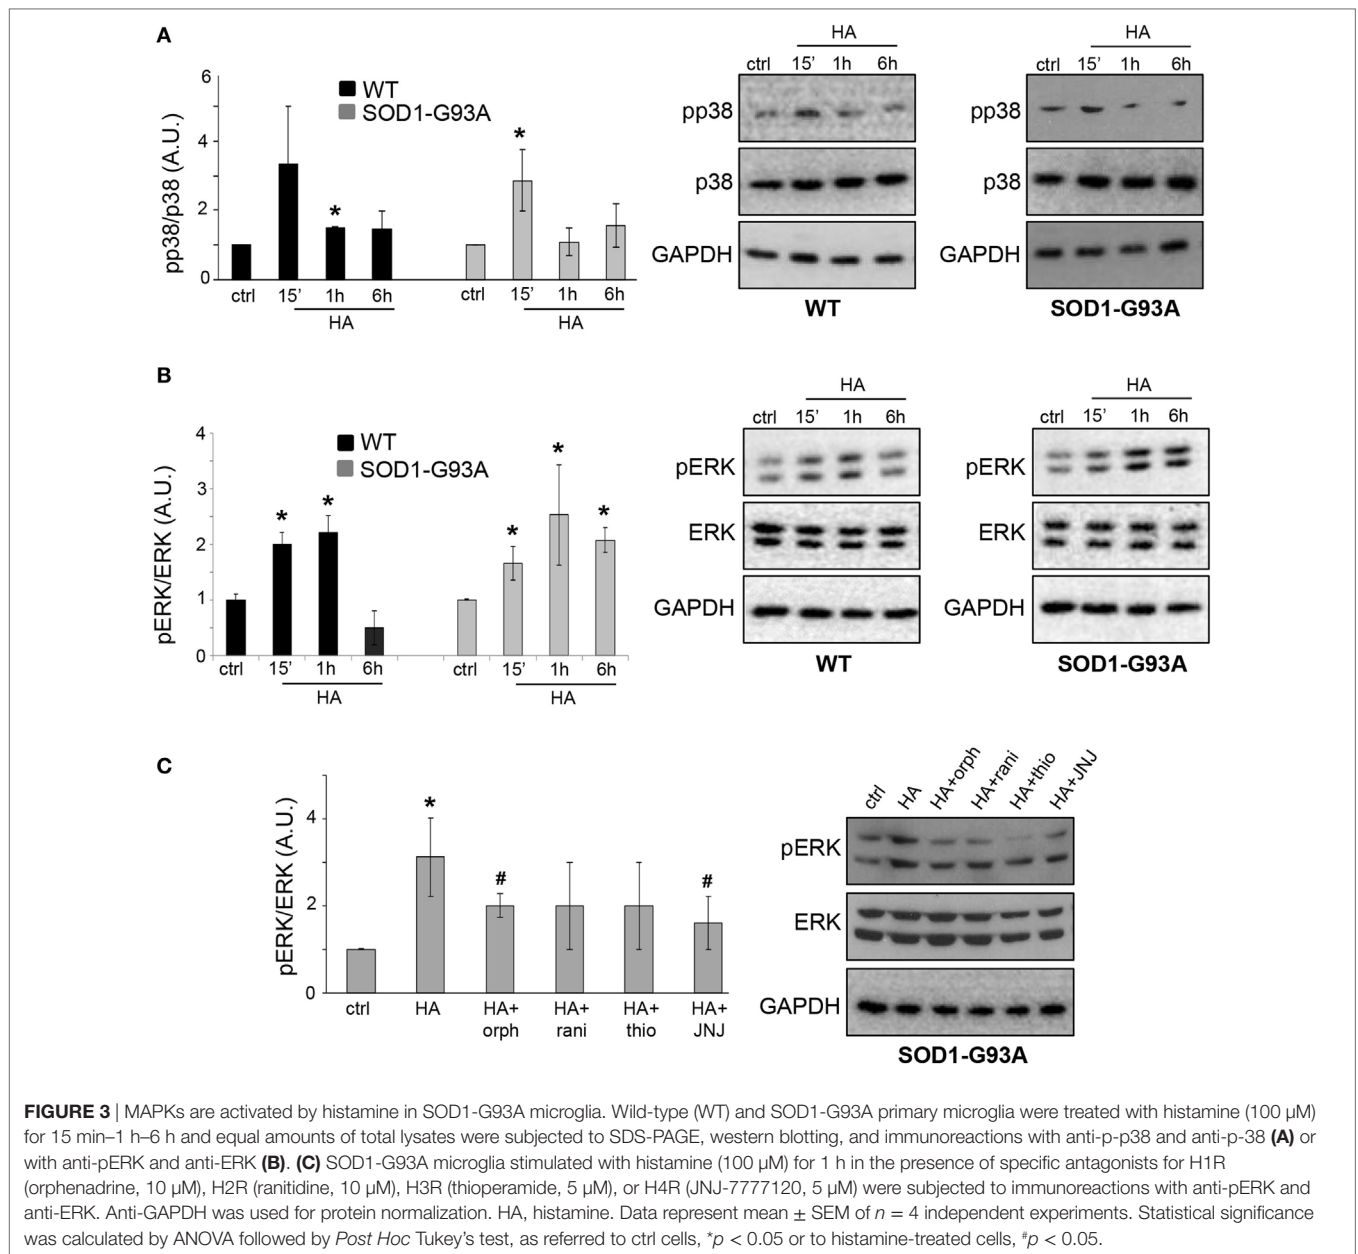 A
HA
HA
ctrl 15’ 1h 6h
ctrl 15’ 1h 6h
6
4
2
0
pp38/p38 (A.U.)
WT
SOD1-G93A
*
*
ctrl 15’ 1h 6h
HA
ctrl 15’ 1h 6h
HA
pp38
p38
GAPDH
WT
pp38
p38
GAPDH
SOD1-G93A
B
HA
HA
ctrl 15’ 1h 6h
ctrl 15’ 1h 6h
4
3
2
1
0
pERK/ERK (A.U.)
WT
SOD1-G93A
* *
* * *
ctrl 15’ 1h 6h
HA
ctrl 15’ 1h 6h
HA
pERK
ERK
GAPDH
WT
pERK
ERK
GAPDH
SOD1-G93A
C
4
2
0
pERK/ERK (A.U.)
*
#
#
ctrl HA HA+ HA+ HA+ HA+
orph rani thio JNJ
ctrl HA HA+orph HA+rani HA+thio HA+JNJ
pERK
ERK
GAPDH
SOD1-G93A
FIGURE 3 | MAPKs are activated by histamine in SOD1-G93A microglia. Wild-type (WT) and SOD1-G93A primary microglia were treated with histamine (100 µM)
for 15 min–1 h–6 h and equal amounts of total lysates were subjected to SDS-PAGE, western blotting, and immunoreactions with anti-p-p38 and anti-p-38 (A) or
with anti-pERK and anti-ERK (B). (C) SOD1-G93A microglia stimulated with histamine (100 µM) for 1 h in the presence of specific antagonists for H1R
(orphenadrine, 10 µM), H2R (ranitidine, 10 µM), H3R (thioperamide, 5 µM), or H4R (JNJ-7777120, 5 µM) were subjected to immunoreactions with anti-pERK and
anti-ERK. Anti-GAPDH was used for protein normalization. HA, histamine. Data represent mean ± SEM of n = 4 independent experiments. Statistical significance
was calculated by ANOVA followed by Post Hoc Tukey’s test, as referred to ctrl cells, *p < 0.05 or to histamine-treated cells, #p < 0.05.